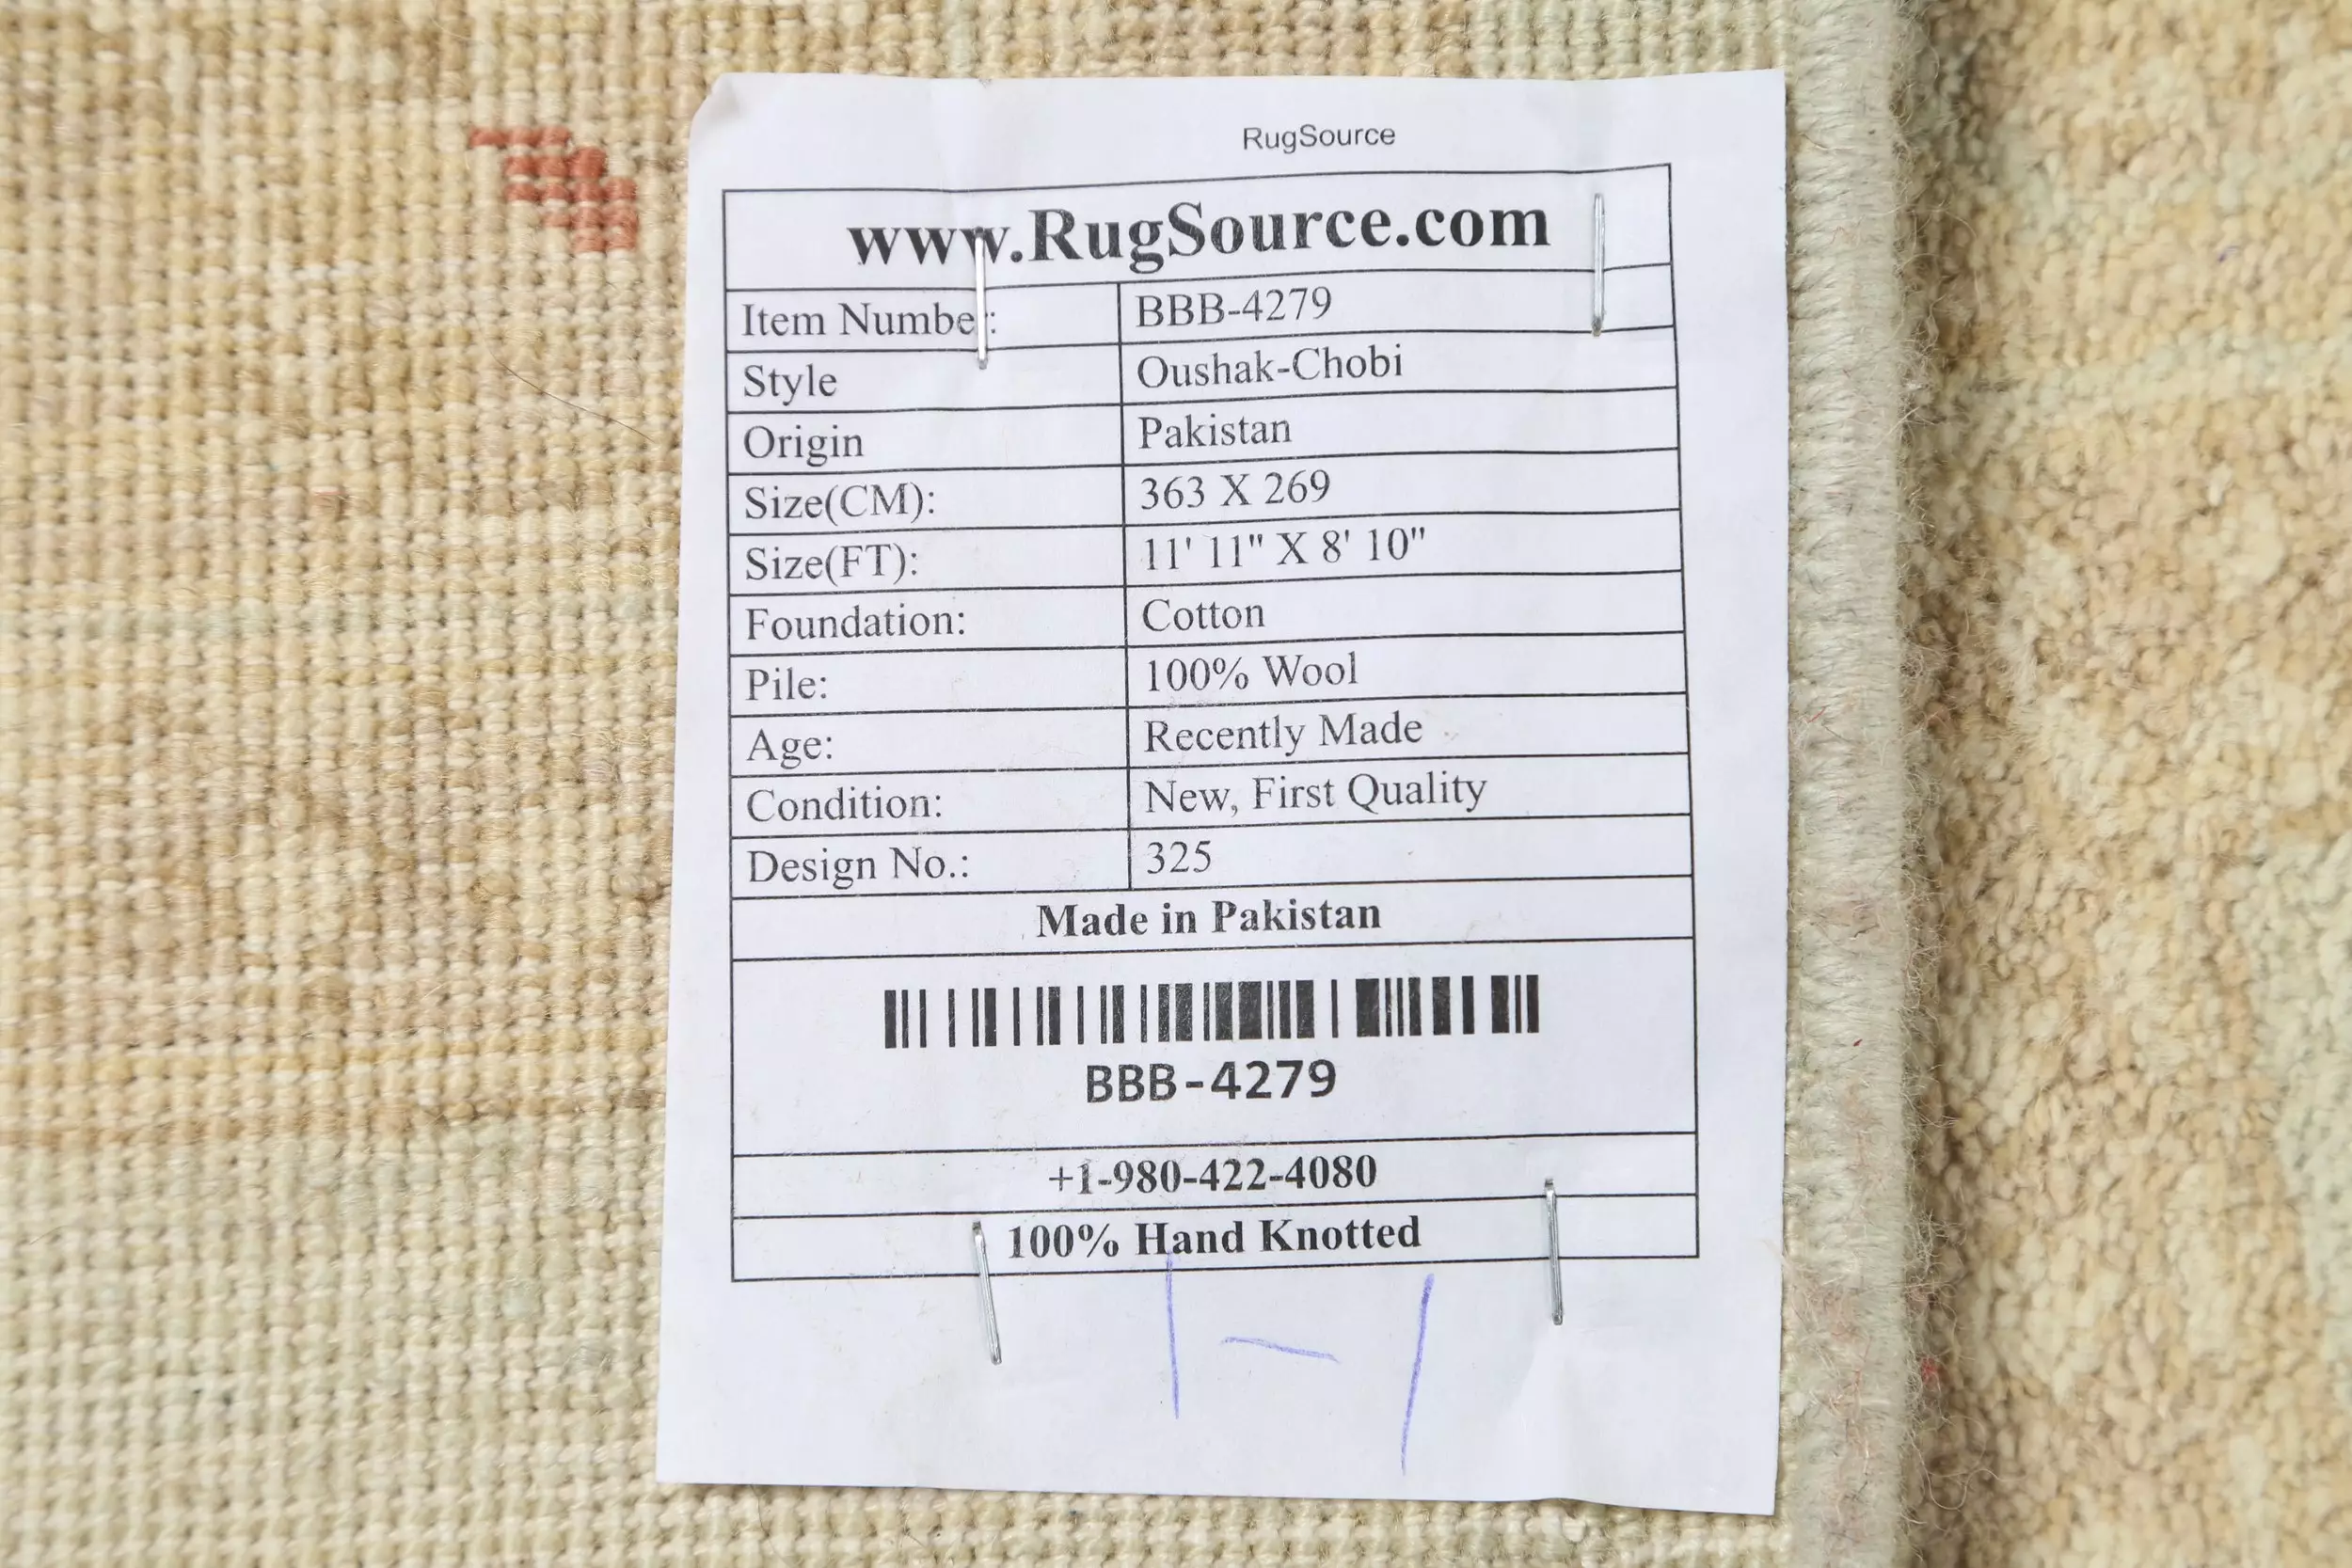 RugSource
www.RugSource.com
Item Number: BBB-4279
Style Oushak-Chobi
Origin Pakistan
Size(CM): 363 X 269
Size(FT): 11' 11" X 8' 10"
Foundation: Cotton
Pile: 100% Wool
Age: Recently Made
Condition: New, First Quality
Design No.: 325
Made in Pakistan
BBB-4279
+1-980-422-4080
100% Hand Knotted
1-1